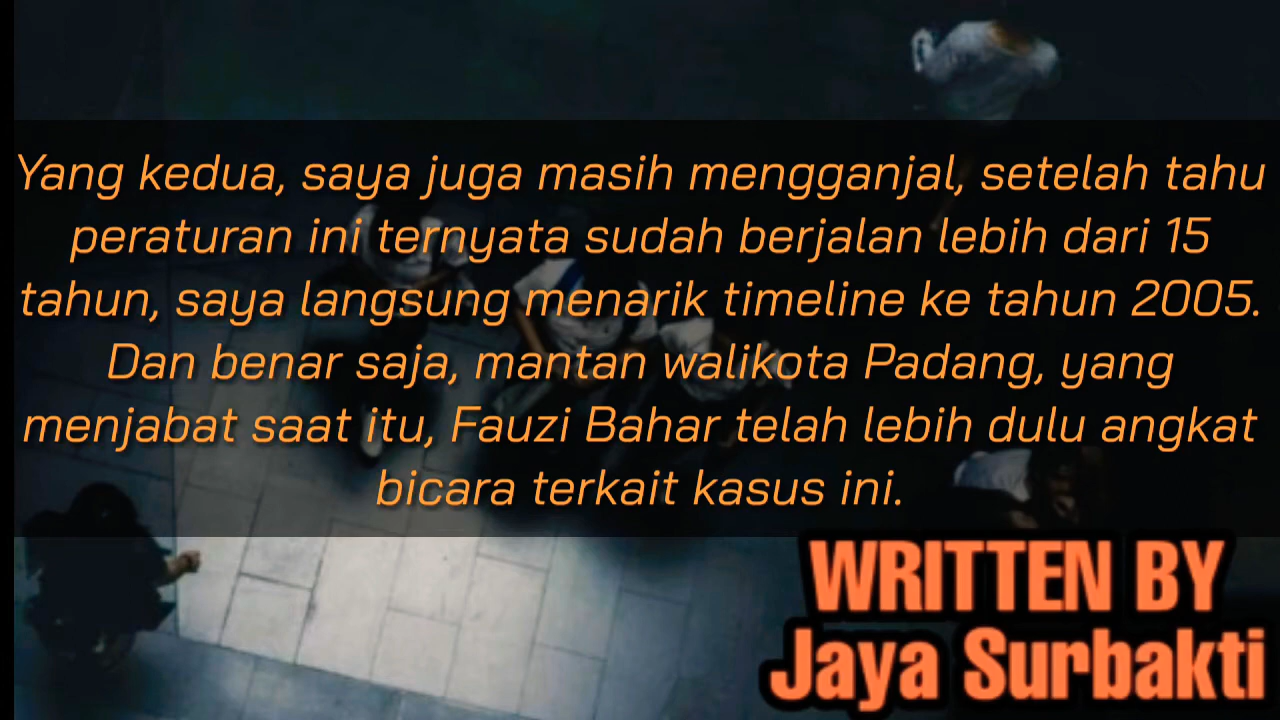 Yang kedua, saya juga masih mengganjal, setelah tahu
peraturan ini ternyata sudah berjalan lebih dari 15
tahun, saya langsung menarik timeline ke tahun 2005.
Dan benar saja, mantan walikota Padang, yang
menjabat saat itu, Fauzi Bahar telah lebih dulu angkat
bicara terkait kasus ini.
WRITTEN BY
Jaya Surbakti